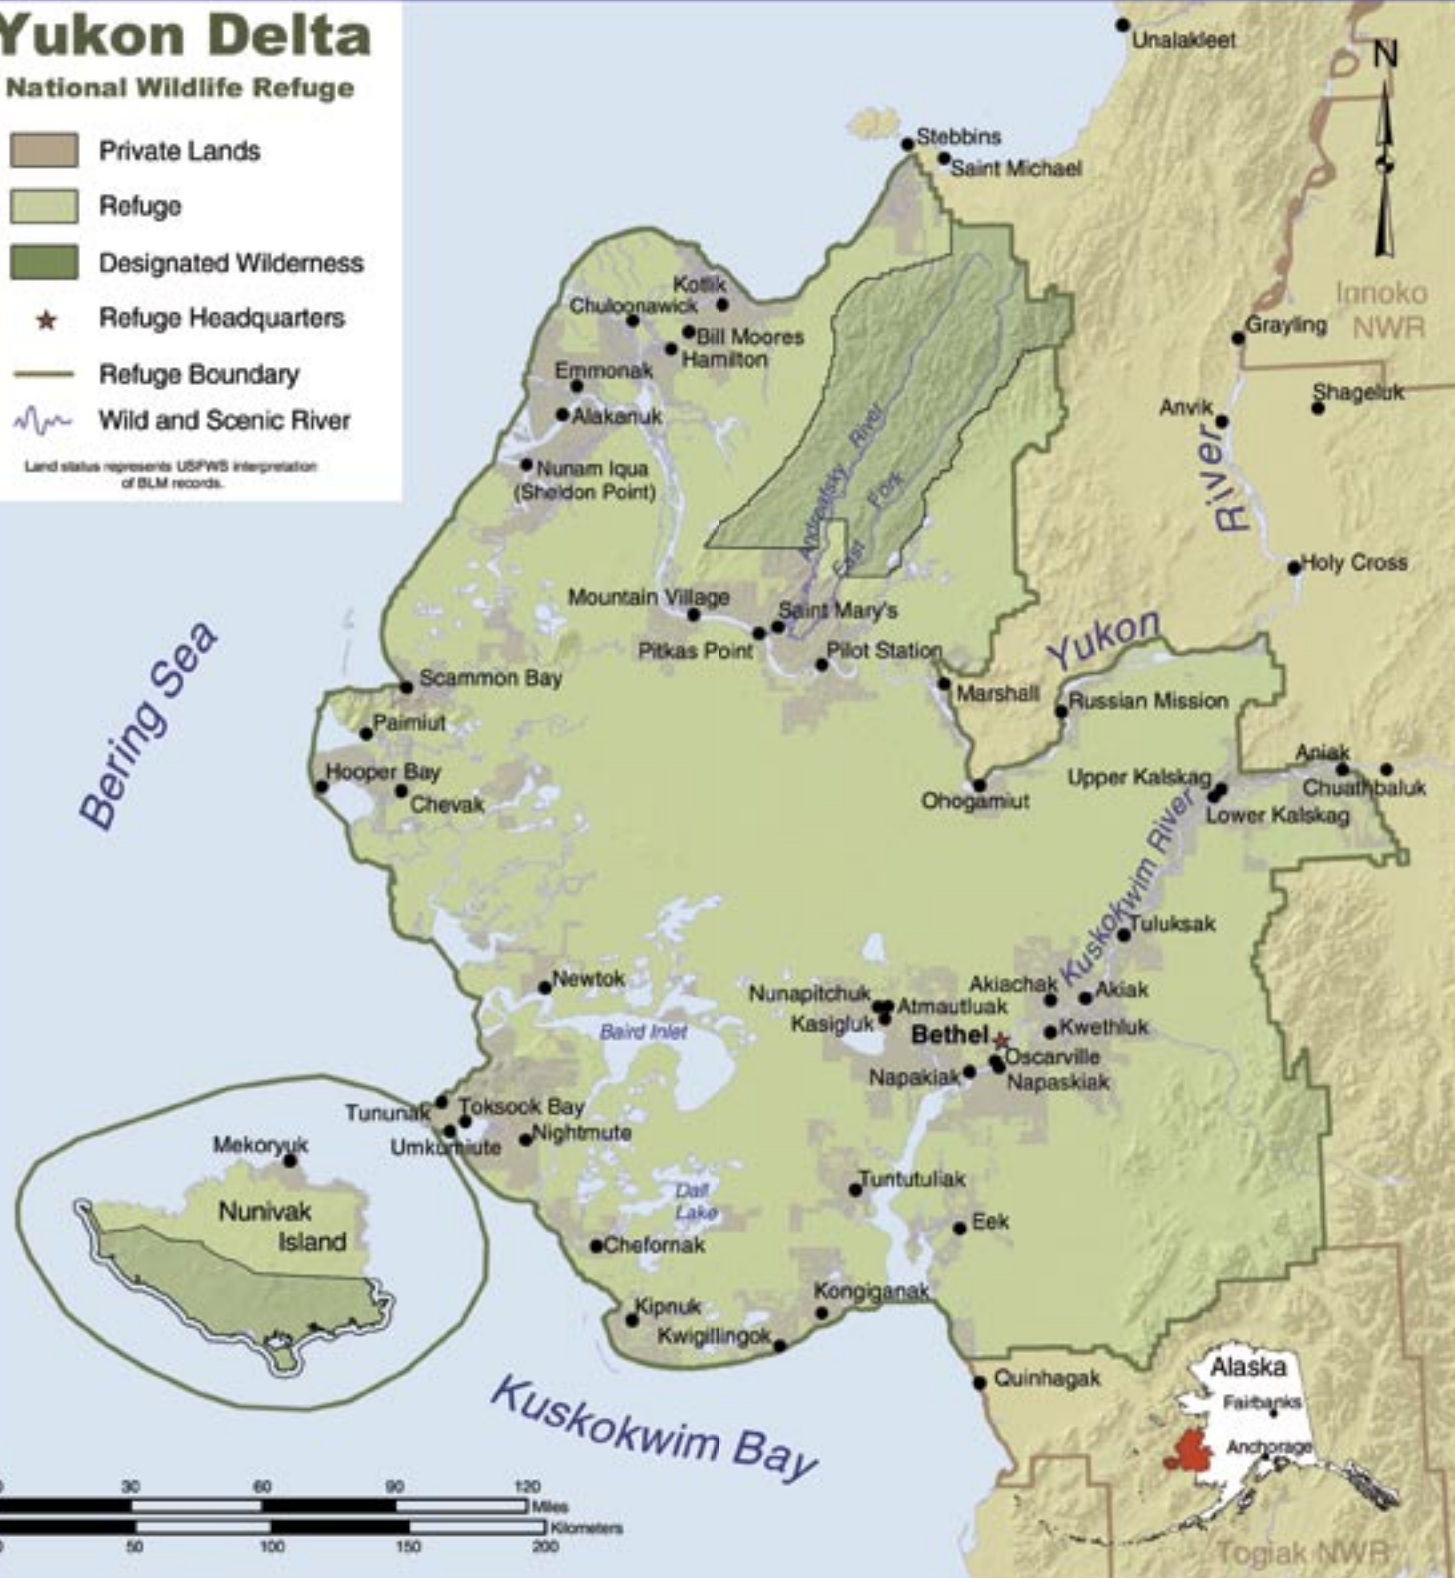 Yukon Delta
National Wildlife Refuge
Private Lands
Refuge
Designated Wilderness
Refuge Headquarters
Refuge Boundary
Wild and Scenic River
Land status represents USFWS interpretation
of BLM records.
N
Unalakleet
Stebbins
Saint Michael
Innoko
NWR
Kotlik
Chuloonawick
Bill Moores
Hamilton
Emmonak
Alakanuk
Nunam Iqua
(Sheldon Point)
Grayling
Shageluk
Anvik
River
Andreafsky River
East Fork
Holy Cross
Mountain Village
Saint Mary's
Pitkas Point
Pilot Station
Yukon
Marshall
Russian Mission
Scammon Bay
Paimiut
Hooper Bay
Chevak
Bering Sea
Ohogamiut
Upper Kalskag
Aniak
Chuathbaluk
Lower Kalskag
Kuskokwim River
Tuluksak
Newtok
Nunapitchuk
Atmautluak
Kasigluk
Akiachak
Akiak
Kwethluk
Bethel
Oscarville
Napakiak
Napaskiak
Baird Inlet
Tununak
Toksook Bay
Umkumiute
Nightmute
Mekoryuk
Nunivak
Island
Dall
Lake
Tuntutuliak
Eek
Chefornak
Kongiganak
Kipnuk
Kwigillingok
Quinhagak
Kuskokwim Bay
Alaska
Fairbanks
Anchorage
Togiak NWR
0 30 60 90 120
Miles
Kilometers
0 50 100 150 200